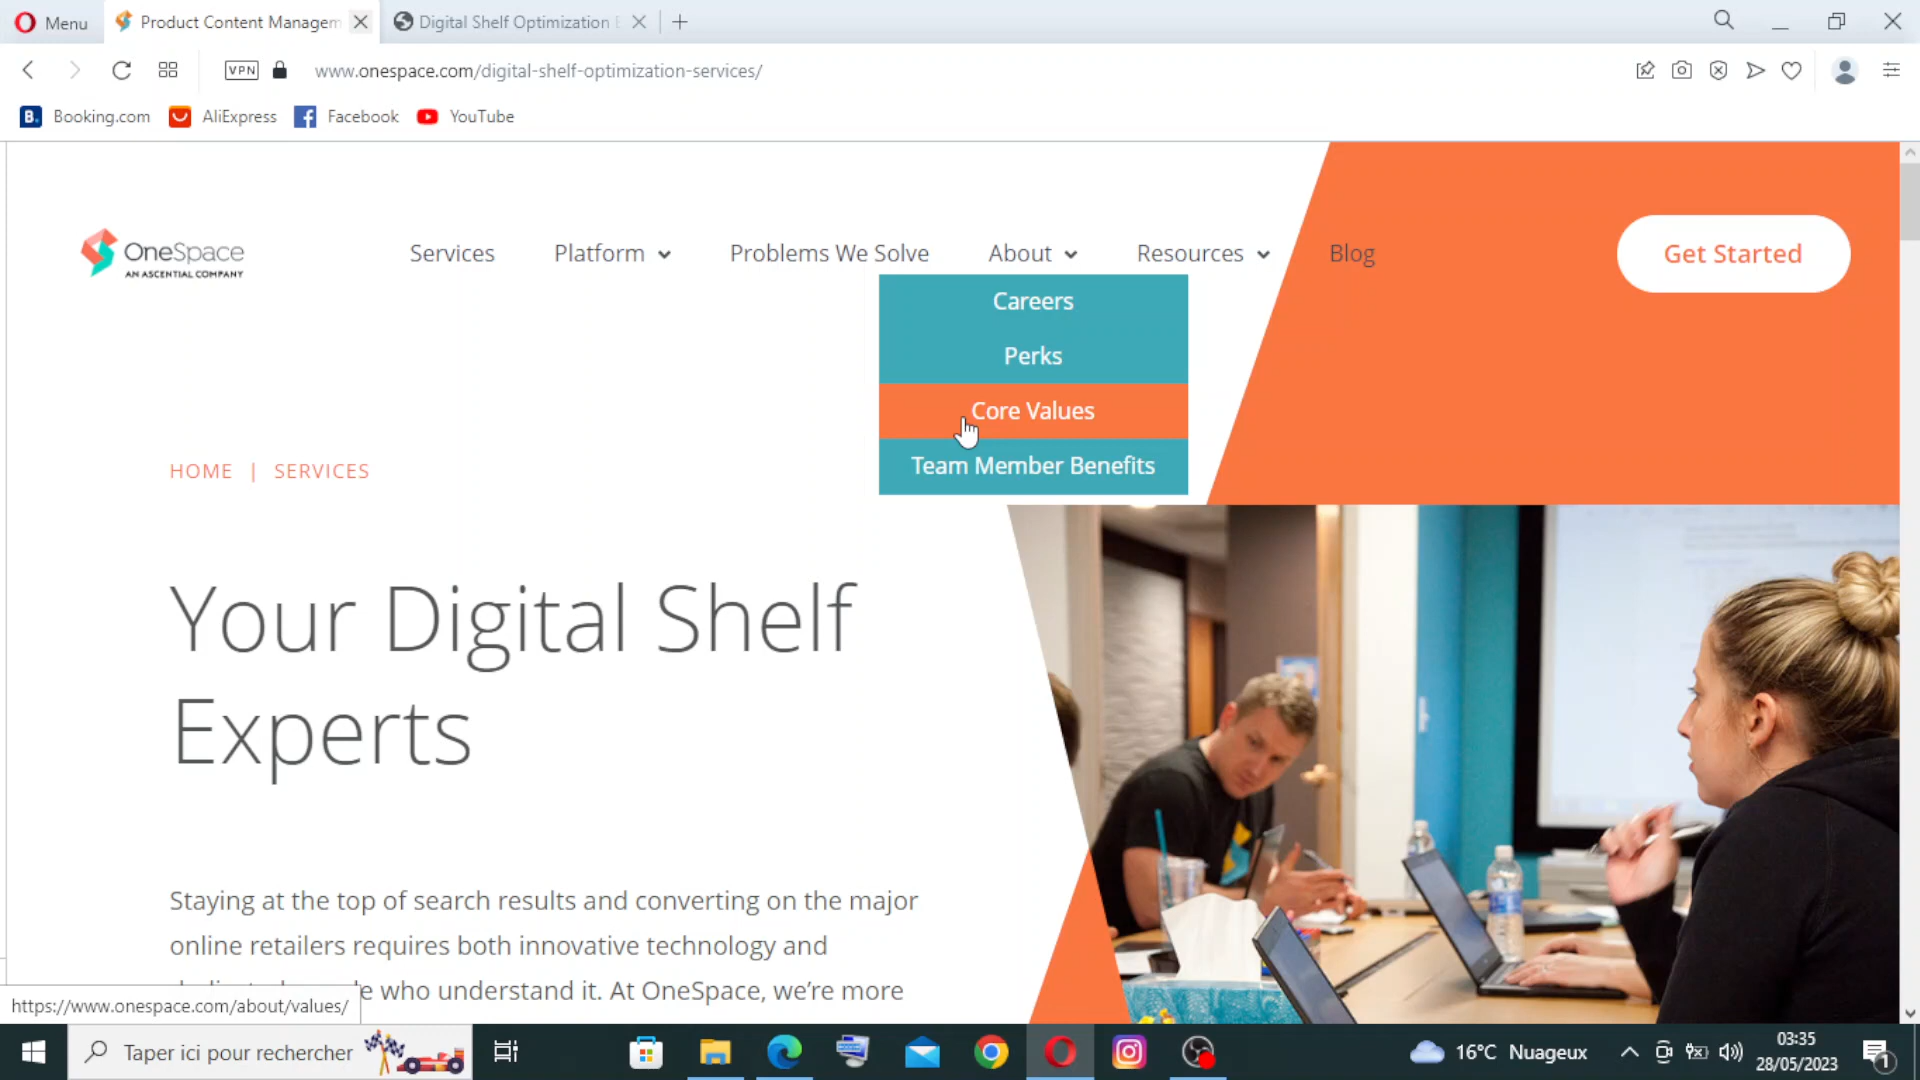 Menu
Product Content Managem
Digital Shelf Optimization
VPN
www.onespace.com/digital-shelf-optimization-services/
Booking.com
AliExpress
Facebook
YouTube
OneSpace
AN ASCENTIAL COMPANY
Services
Platform
Problems We Solve
About
Resources
Blog
Get Started
Careers
Perks
Core Values
Team Member Benefits
HOME | SERVICES
Your Digital Shelf
Experts
Staying at the top of search results and converting on the major
online retailers requires both innovative technology and
who understand it. At OneSpace, we're more
https://www.onespace.com/about/values/
Taper ici pour rechercher
16°C Nuageux
03:35
28/05/2023
1